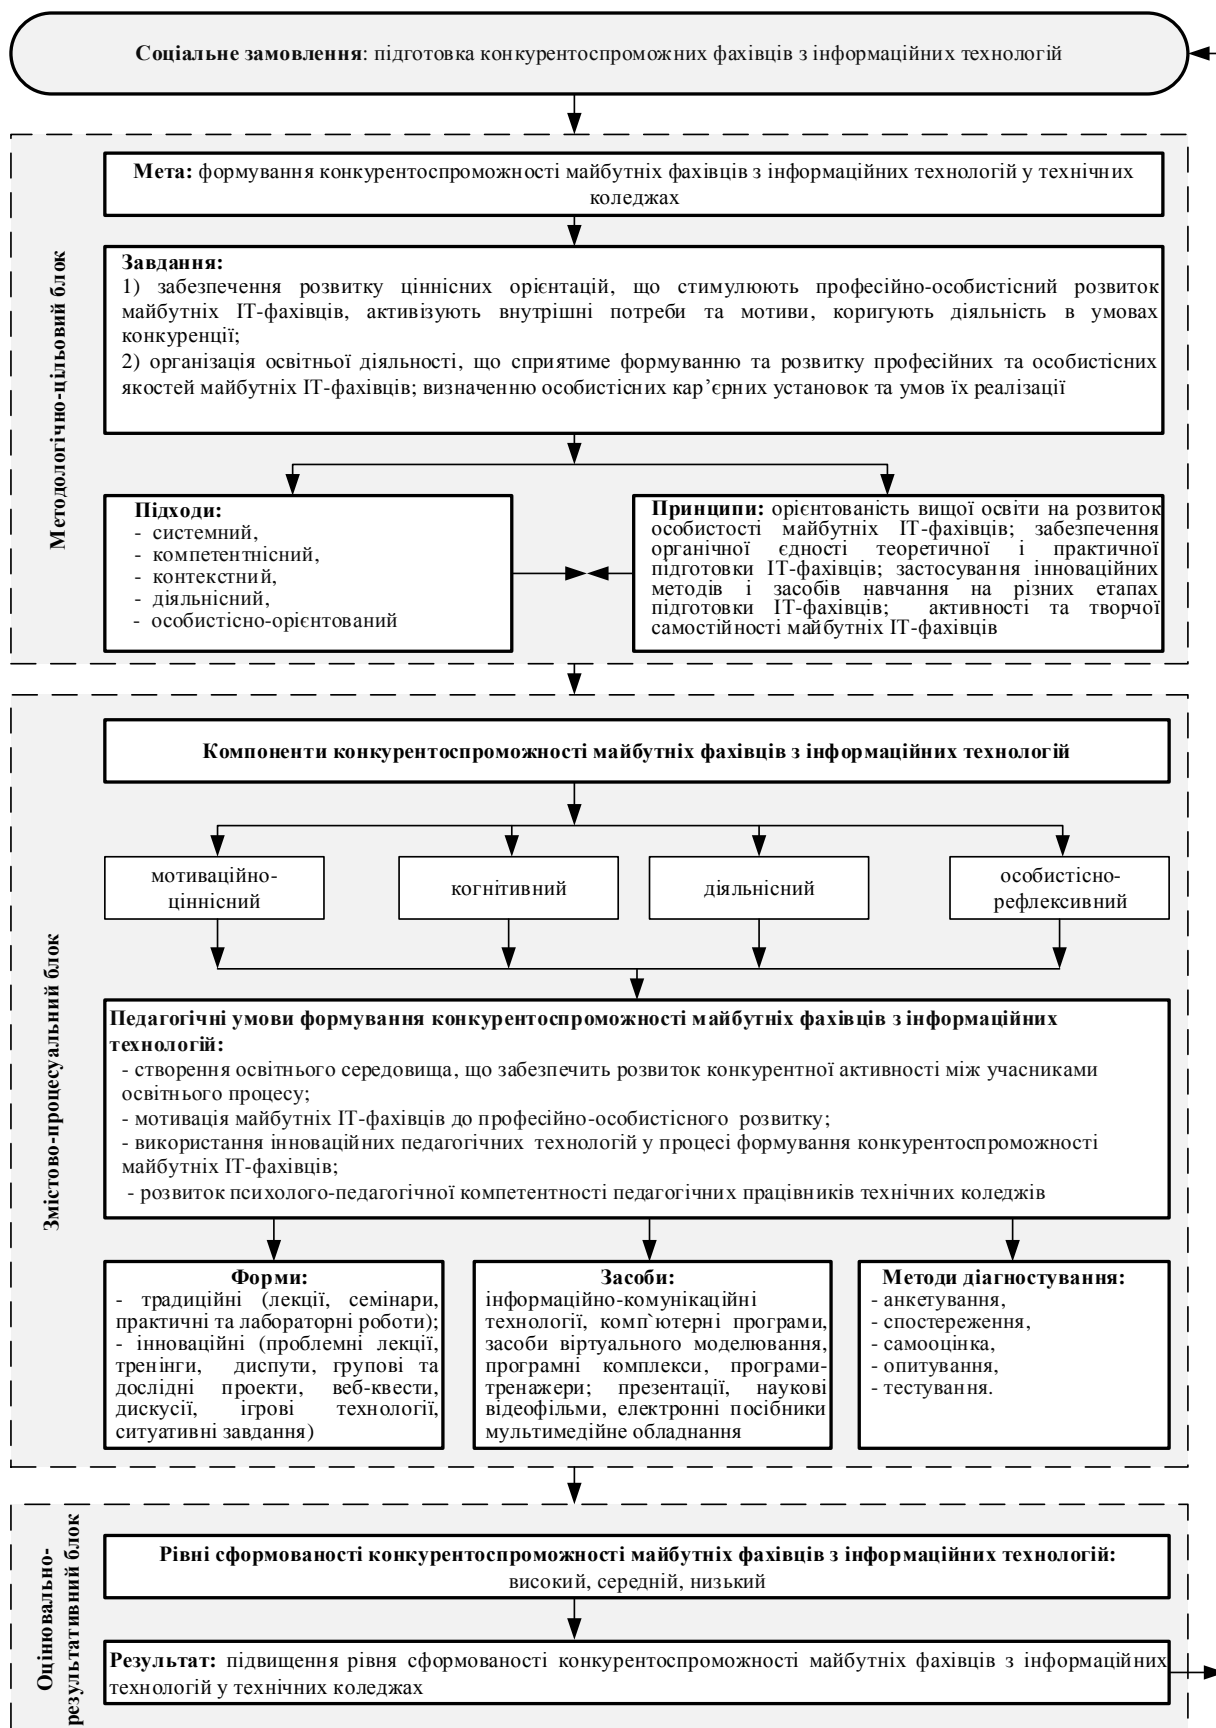 Соціальне замовлення: підготовка конкурентоспроможних фахівців з інформаційних технологій
Методологічно-цільовий блок
Мета: формування конкурентоспроможності майбутніх фахівців з інформаційних технологій у технічних
коледжах
Завдання:
1) забезпечення розвитку ціннісних орієнтацій, що стимулюють професійно-особистісний розвиток
майбутніх ІТ-фахівців, активізують внутрішні потреби та мотиви, коригують діяльність в умовах
конкуренції;
2) організація освітньої діяльності, що сприятиме формуванню та розвитку професійних та особистісних
якостей майбутніх ІТ-фахівців; визначенню особистісних кар’єрних установок та умов їх реалізації
Підходи:
- системний,
- компетентнісний,
- контекстний,
- діяльнісний,
- особистісно-орієнтований
Принципи: орієнтованість вищої освіти на розвиток
особистості майбутніх ІТ-фахівців; забезпечення
органічної єдності теоретичної і практичної
підготовки ІТ-фахівців; застосування інноваційних
методів і засобів навчання на різних етапах
підготовки ІТ-фахівців; активності та творчої
самостійності майбутніх ІТ-фахівців
Змістово-процесуальний блок
Компоненти конкурентоспроможності майбутніх фахівців з інформаційних технологій
мотиваційно-
ціннісний
когнітивний
діяльнісний
особистісно-
рефлексивний
Педагогічні умови формування конкурентоспроможності майбутніх фахівців з інформаційних
технологій:
- створення освітнього середовища, що забезпечить розвиток конкурентної активності між учасниками
освітнього процесу;
- мотивація майбутніх ІТ-фахівців до професійно-особистісного розвитку;
- використання інноваційних педагогічних технологій у процесі формування конкурентоспроможності
майбутніх ІТ-фахівців;
- розвиток психолого-педагогічної компетентності педагогічних працівників технічних коледжів
Форми:
- традиційні (лекції, семінари,
практичні та лабораторні роботи);
- інноваційні (проблемні лекції,
тренінги, диспути, групові та
дослідні проекти, веб-квести,
дискусії, ігрові технології,
ситуативні завдання)
Засоби:
інформаційно-комунікаційні
технології, комп`ютерні програми,
засоби віртуального моделювання,
програмні комплекси, програми-
тренажери; презентації, наукові
відеофільми, електронні посібники
мультимедійне обладнання
Методи діагностування:
- анкетування,
- спостереження,
- самооцінка,
- опитування,
- тестування.
Оцінювально-
результативний блок
Рівні сформованості конкурентоспроможності майбутніх фахівців з інформаційних технологій:
високий, середній, низький
Результат: підвищення рівня сформованості конкурентоспроможності майбутніх фахівців з інформаційних
технологій у технічних коледжах